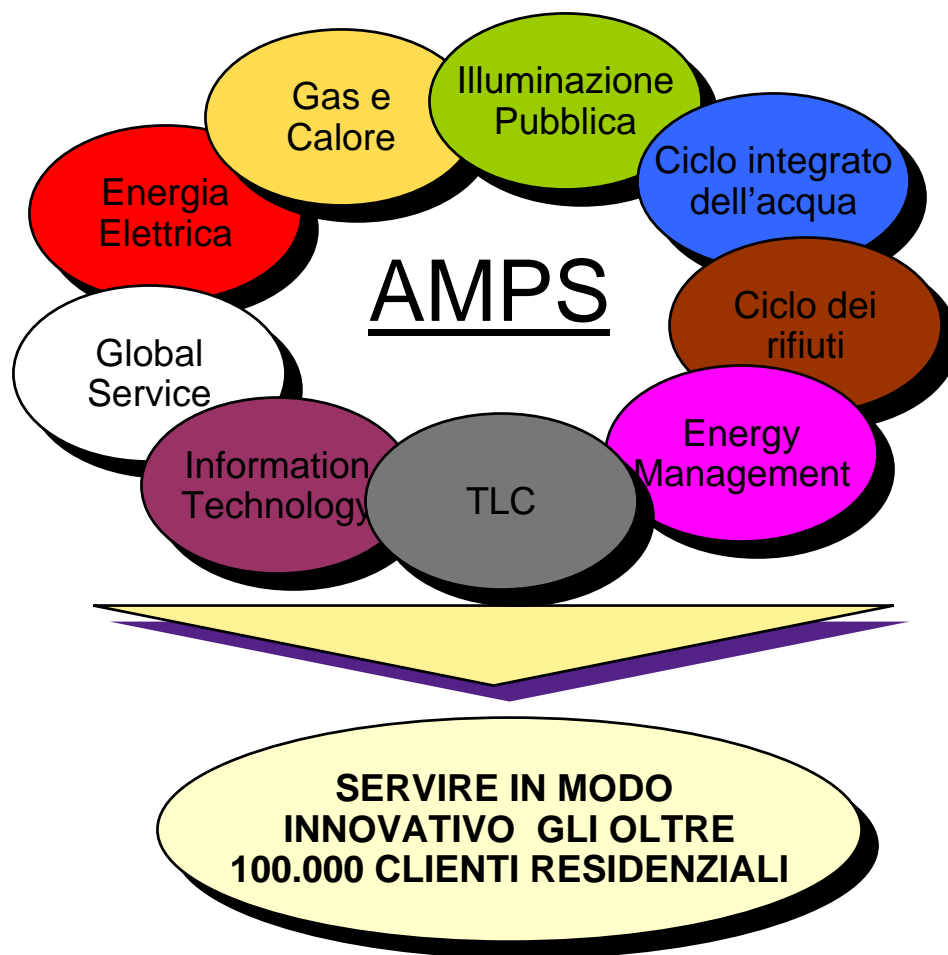 Gas e
Calore
Illuminazione
Pubblica
Ciclo integrato
dell’acqua
Energia
Elettrica
AMPS
Ciclo dei
rifiuti
Global
Service
Energy
Management
Information
Technology
TLC
SERVIRE IN MODO
INNOVATIVO  GLI OLTRE
100.000 CLIENTI RESIDENZIALI